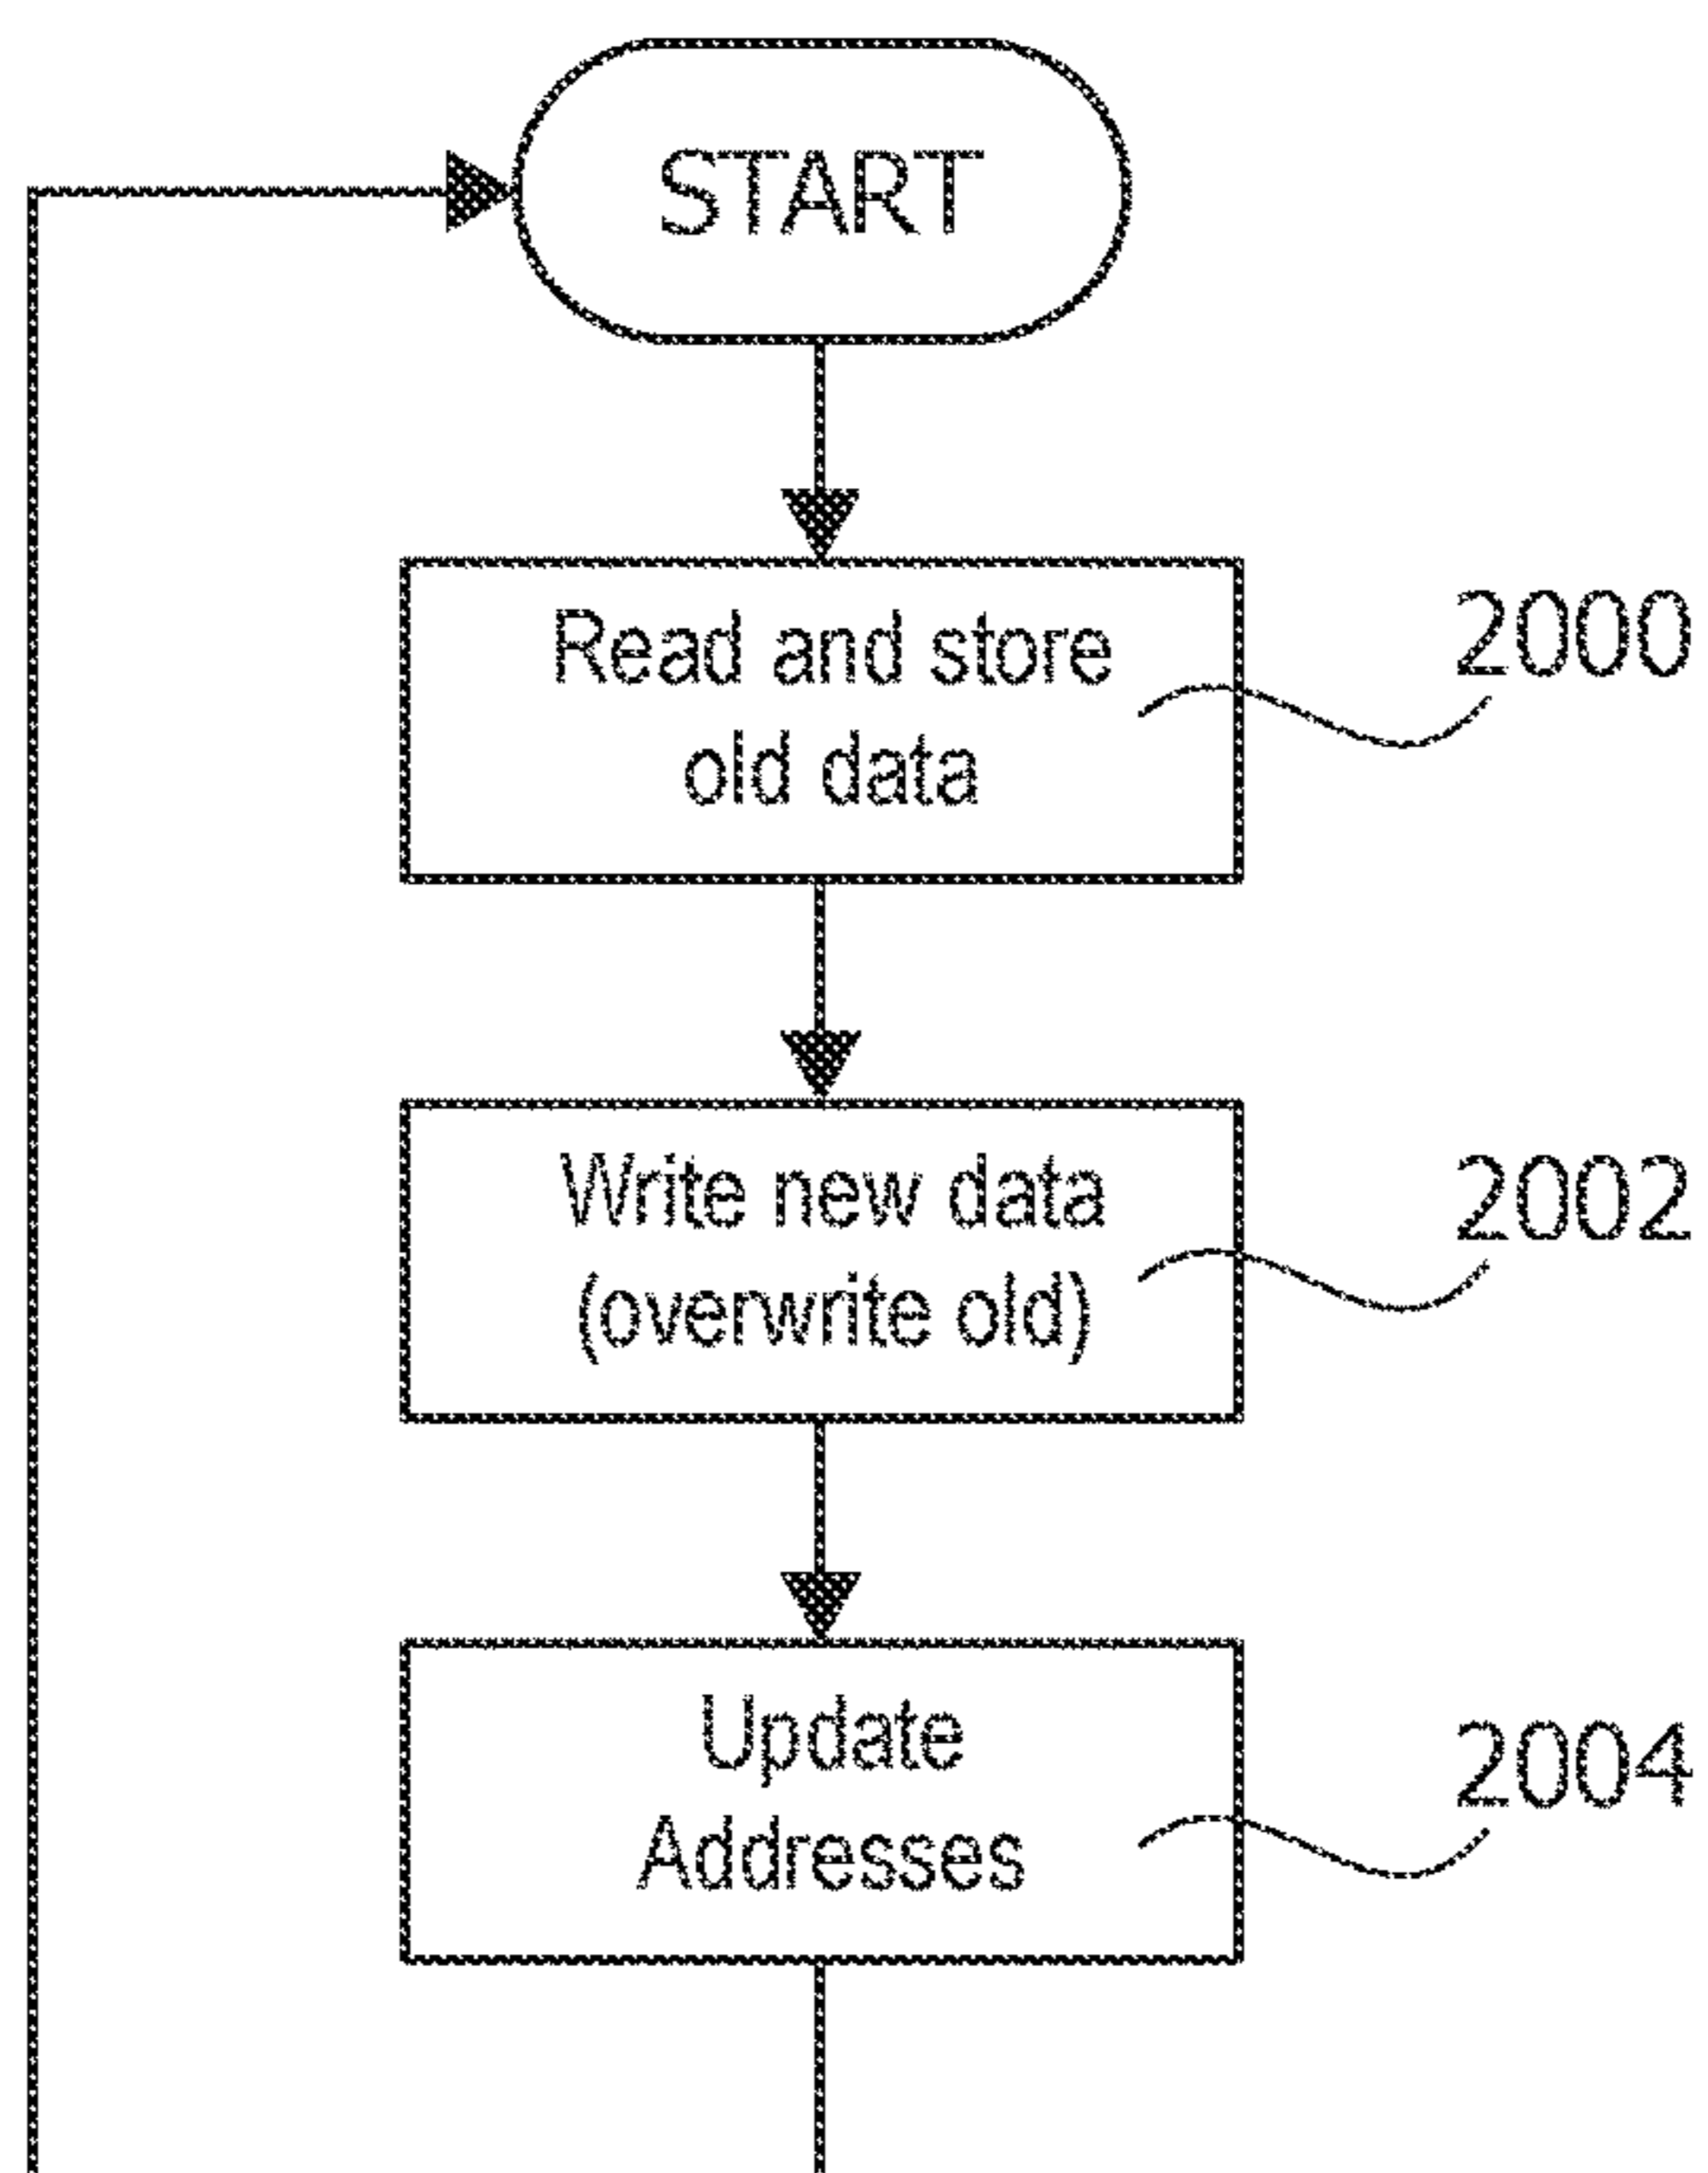 START
Read and store
old data
2000
Write new data
(overwrite old)
2002
Update
Addresses
2004